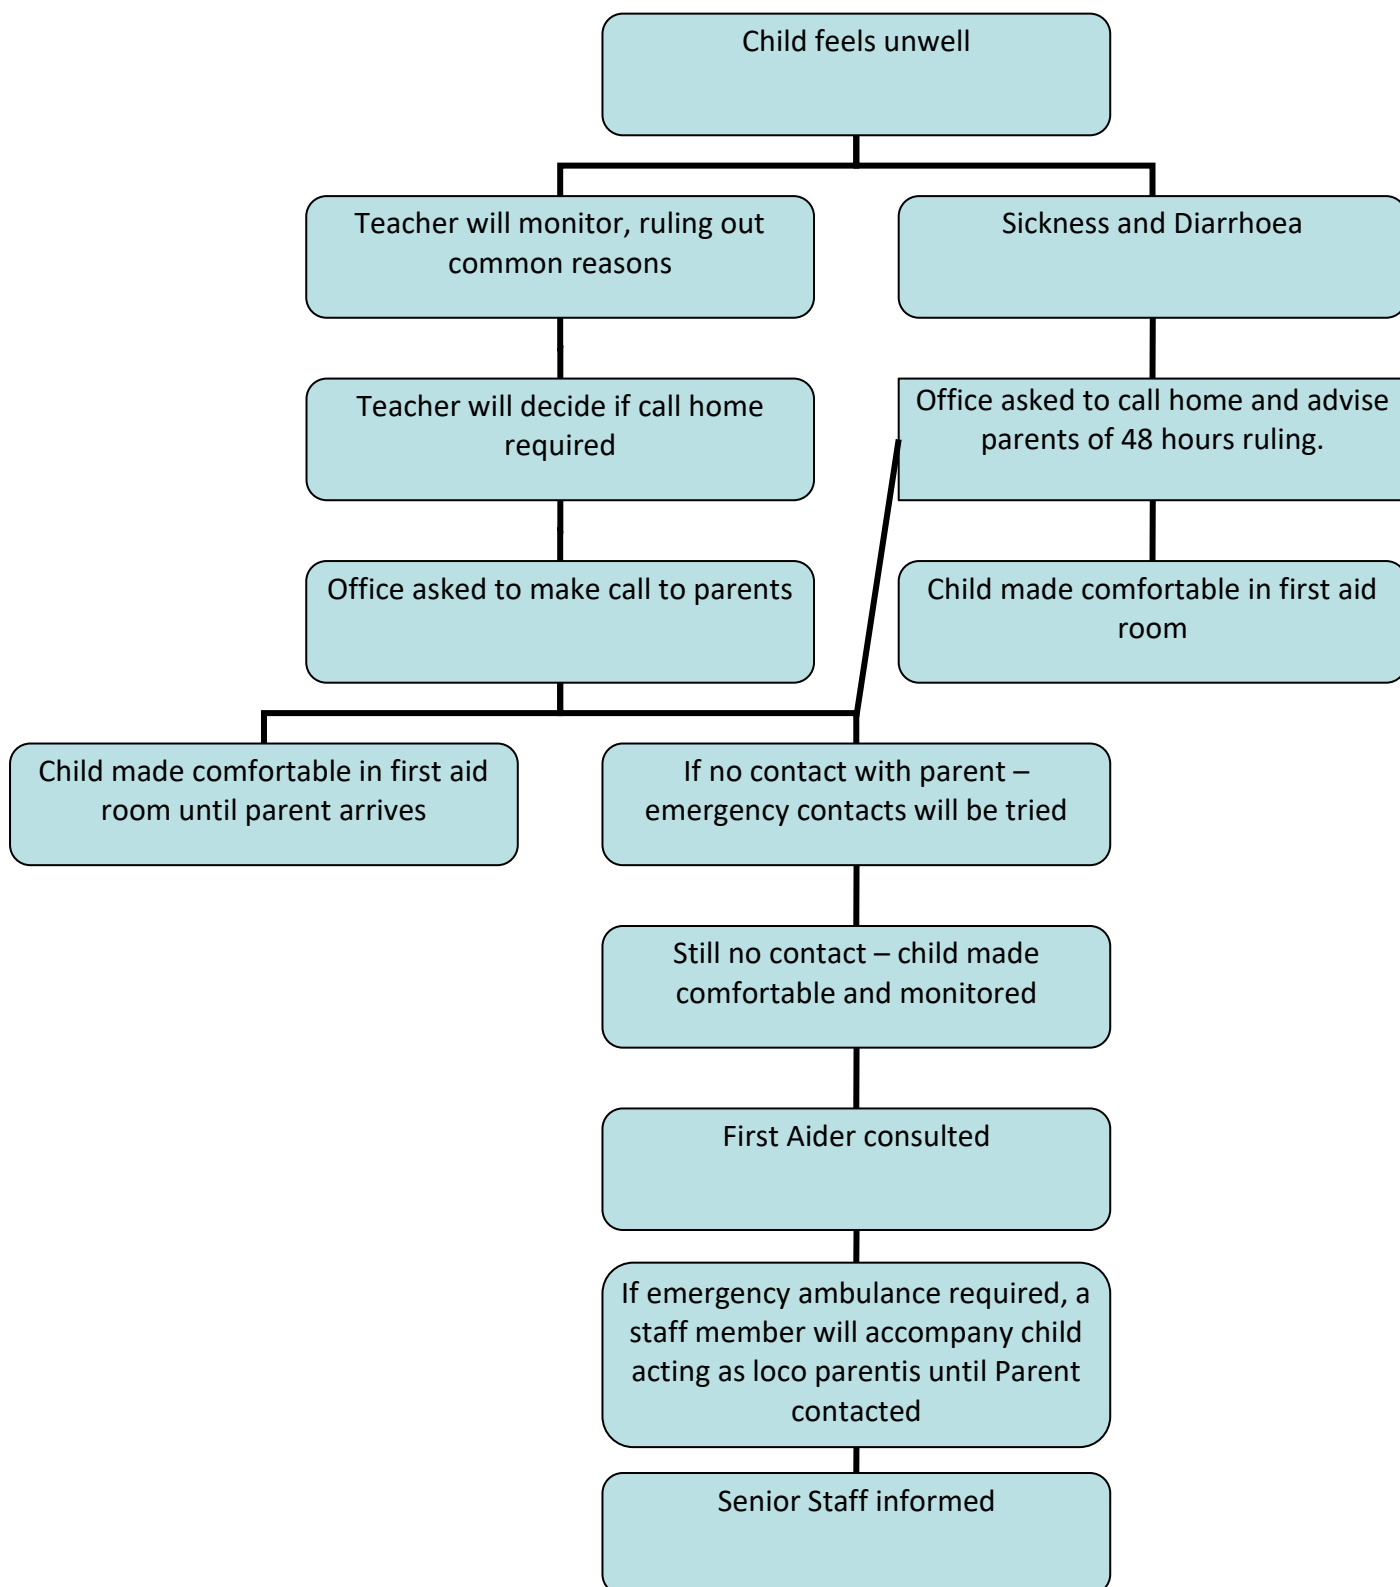 Child feels unwell
Teacher will monitor, ruling out
common reasons
Sickness and Diarrhoea
Teacher will decide if call home
required
Office asked to call home and advise
parents of 48 hours ruling.
Office asked to make call to parents
Child made comfortable in first aid
room
Child made comfortable in first aid
room until parent arrives
If no contact with parent –
emergency contacts will be tried
Still no contact – child made
comfortable and monitored
First Aider consulted
If emergency ambulance required, a
staff member will accompany child
acting as loco parentis until Parent
contacted
Senior Staff informed